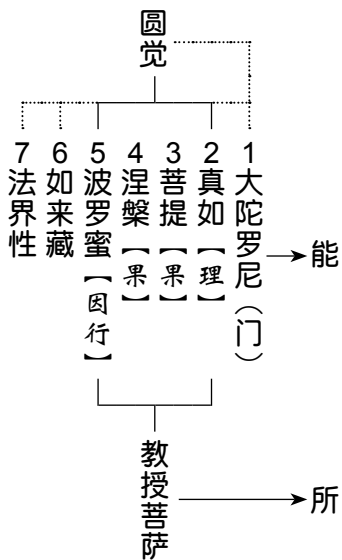 圆觉
1大陀罗尼（门）
2真如【理】
3菩提【果】
4涅槃【果】
5波罗蜜【因行】
6如来藏
7法界性
能
教授菩萨
所